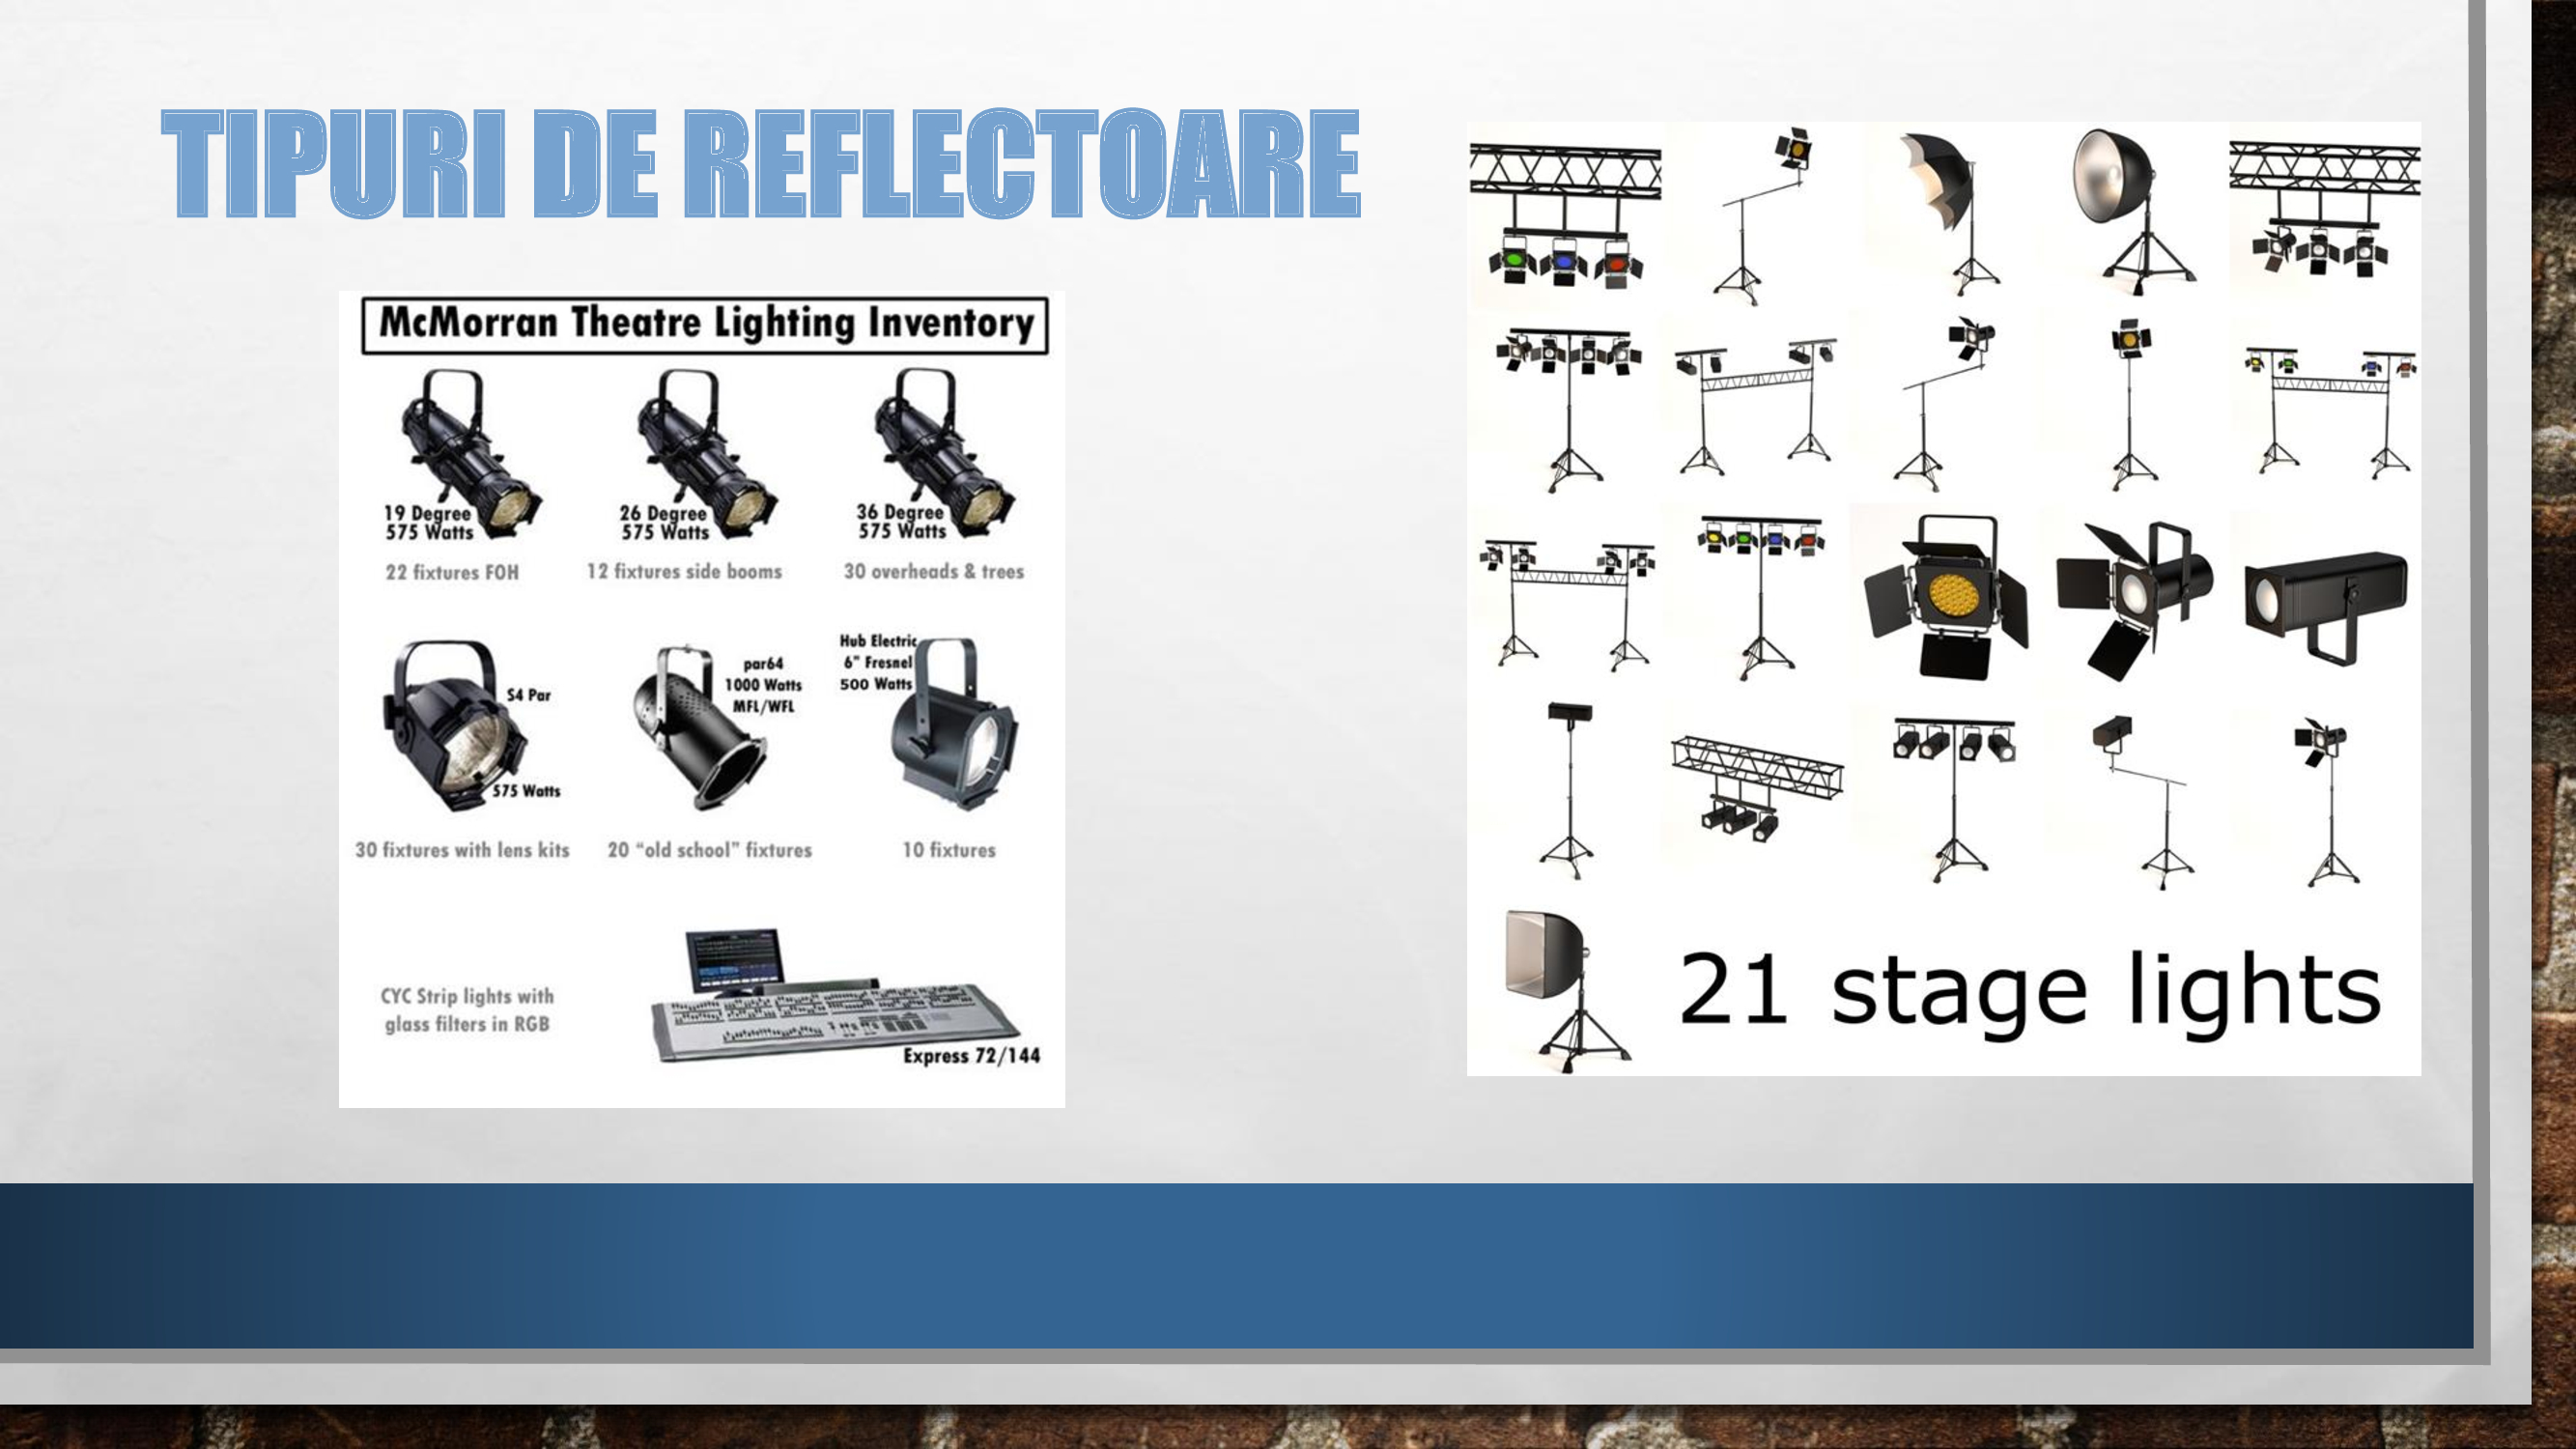 TIPURI DE REFLECTOARE
McMorran Theatre Lighting Inventory
19 Degree
575 Watts
22 fixtures FOH
26 Degree
575 Watts
12 fixtures side booms
36 Degree
575 Watts
30 overheads & trees
S4 Par
575 Watts
30 fixtures with lens kits
par64
1000 Watts
MFL/WFL
20 “old school” fixtures
Hub Electric
6" Fresnel
500 Watts
10 fixtures
CYC Strip lights with
glass filters in RGB
Express 72/144
21 stage lights